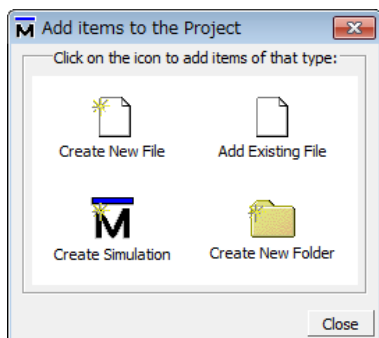 Add items to the Project
Click on the icon to add items of that type:
Create New File
Add Existing File
Create Simulation
Create New Folder
Close